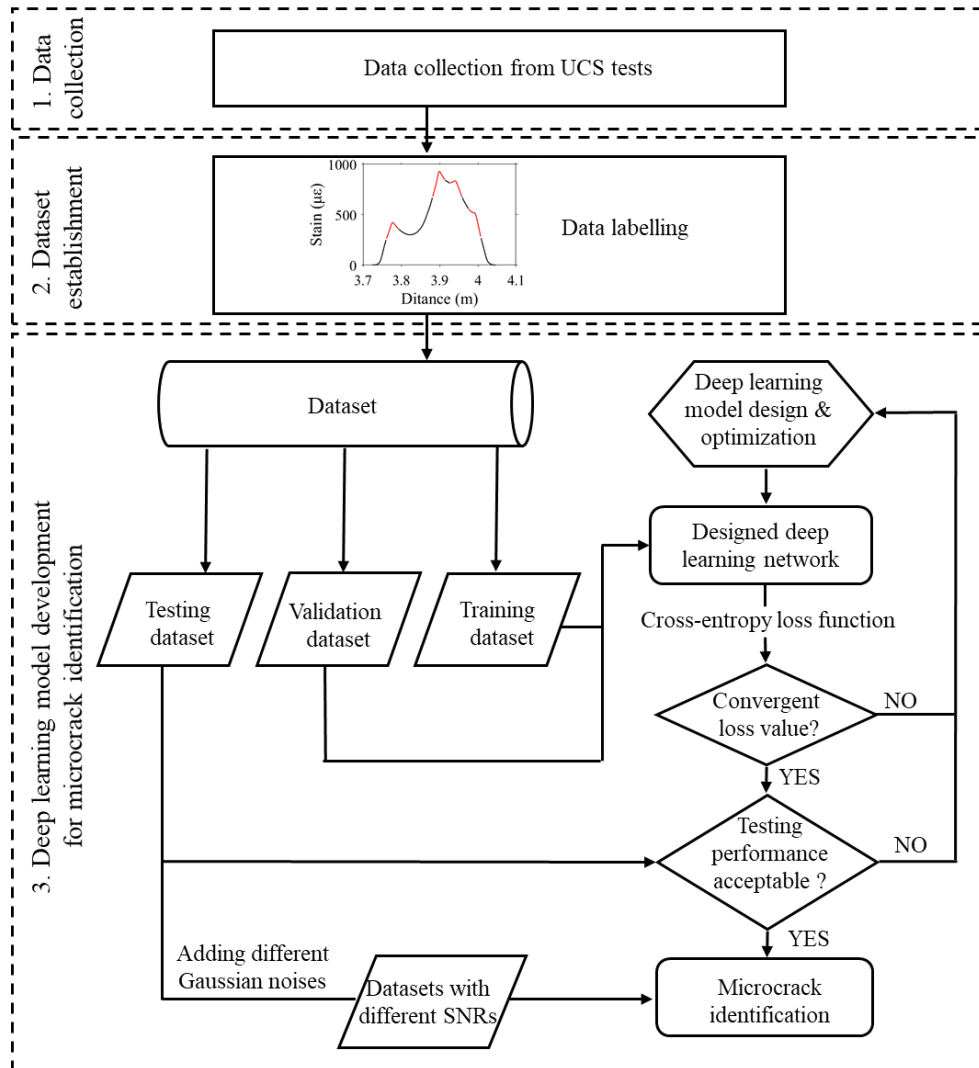 1. Data
collection
Data collection from UCS tests
2. Dataset
establishment
1000
500
0
Stain (με)
3.7
3.8
3.9
4
4.1
Ditance (m)
Data labelling
3. Deep learning model development
for microcrack identification
Dataset
Deep learning
model design &
optimization
Designed deep
learning network
Testing
dataset
Validation
dataset
Training
dataset
Cross-entropy loss function
Convergent
loss value?
NO
YES
Testing
performance
acceptable ?
NO
YES
Adding different
Gaussian noises
Datasets with
different SNRs
Microcrack
identification